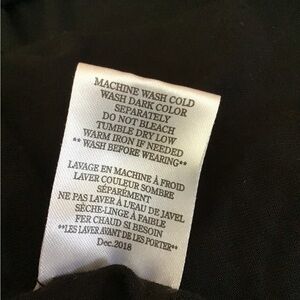 MACHINE WASH COLD
WASH DARK COLOR
SEPARATELY
DO NOT BLEACH
TUMBLE DRY LOW
WARM IRON IF NEEDED
** WASH BEFORE WEARING**
LAVAGE EN MACHINE À FROID
LAVER COULEUR SOMBRE
SÉPARÉMENT
NE PAS LAVER À L'EAU DE JAVEL
SÈCHE-LINGE À FAIBLE
FER CHAUD SI BESOIN
**LES LAVER AVANT DE LES PORTER**
Dec.2018